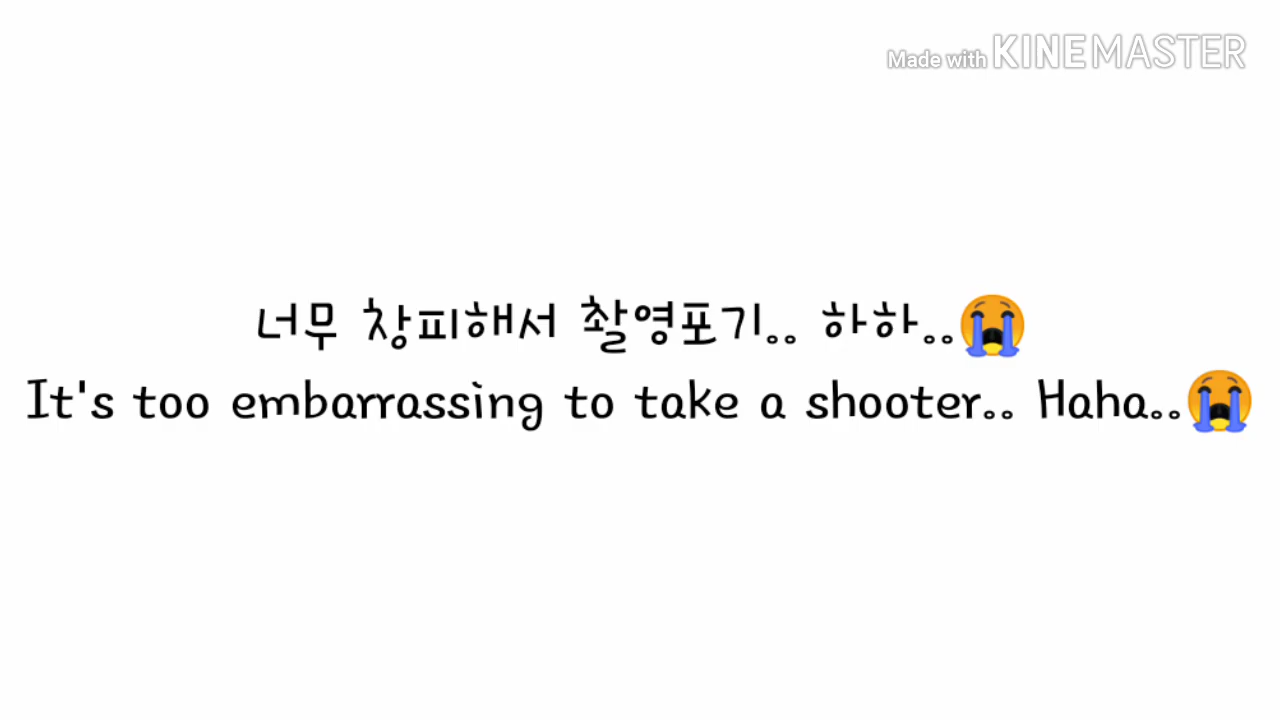 Made with KINEMASTER
너무 창피해서 촬영포기.. 하하..😭
It's too embarrassing to take a shooter.. Haha..😭